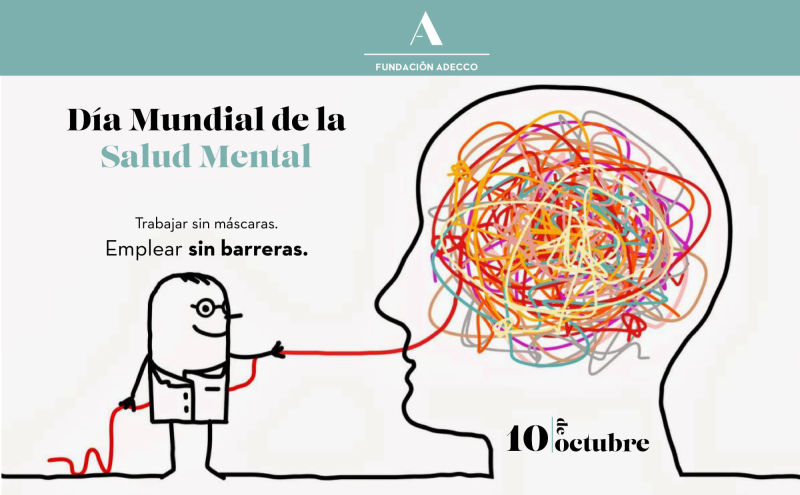 A
FUNDACIÓN ADECCO
Día Mundial de la
Salud Mental
Trabajar sin máscaras.
Emplear sin barreras.
10 de octubre